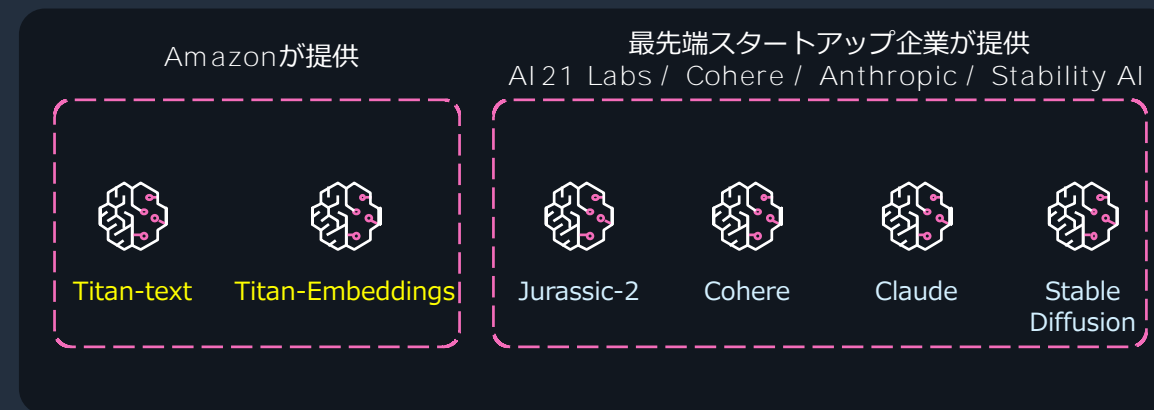 Amazonが提供
最先端スタートアップ企業が提供
AI21 Labs / Cohere / Anthropic / Stability AI
Titan-text
Titan-Embeddings
Jurassic-2
Cohere
Claude
Stable
Diffusion